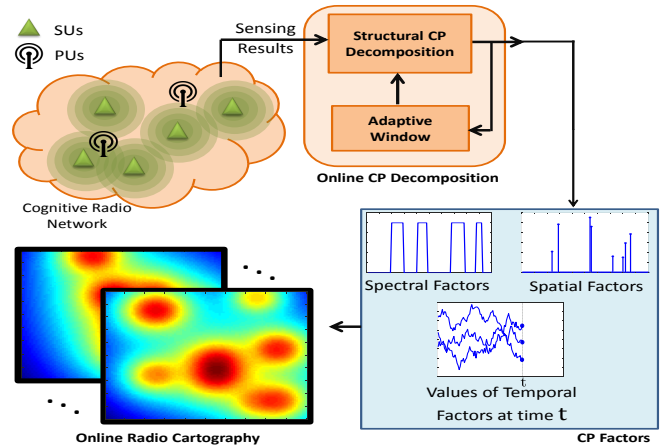 SUs
PUs
Sensing
Results
Structural CP
Decomposition
Adaptive
Window
Online CP Decomposition
Cognitive Radio
Network
Spectral Factors
Spatial Factors
t
Values of Temporal
Factors at time t
Online Radio Cartography
CP Factors